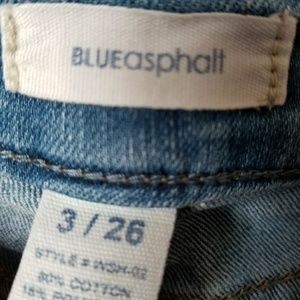 BLUEasphalt
3 / 26
STYLE # WSH-02
80% COTTON